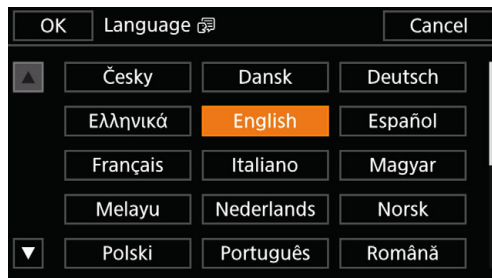 OK Language Cancel
Česky Dansk Deutsch
Ελληνικά English Español
Français Italiano Magyar
Melayu Nederlands Norsk
Polski Português Română